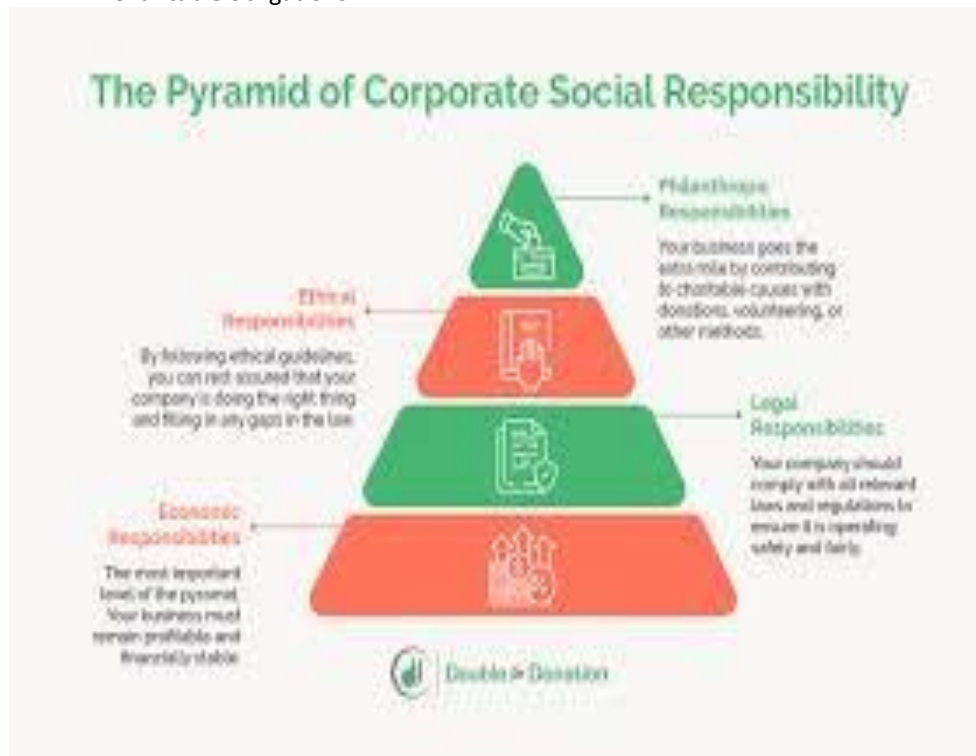 The Pyramid of Corporate Social Responsibility
Philanthropic
Responsibilities
Your business goes the
extra mile by contributing
to charitable causes with
donations, volunteering, or
other methods.
Ethical
Responsibilities
By following ethical guidelines,
you can rest assured that your
company is doing the right thing
and filling in any gaps in the law.
Legal
Responsibilities
Your company should
comply with all relevant
laws and regulations to
ensure it is operating
safely and fairly.
Economic
Responsibilities
The most important
level of the pyramid.
Your business must
remain profitable and
financially stable.
Double the Donation